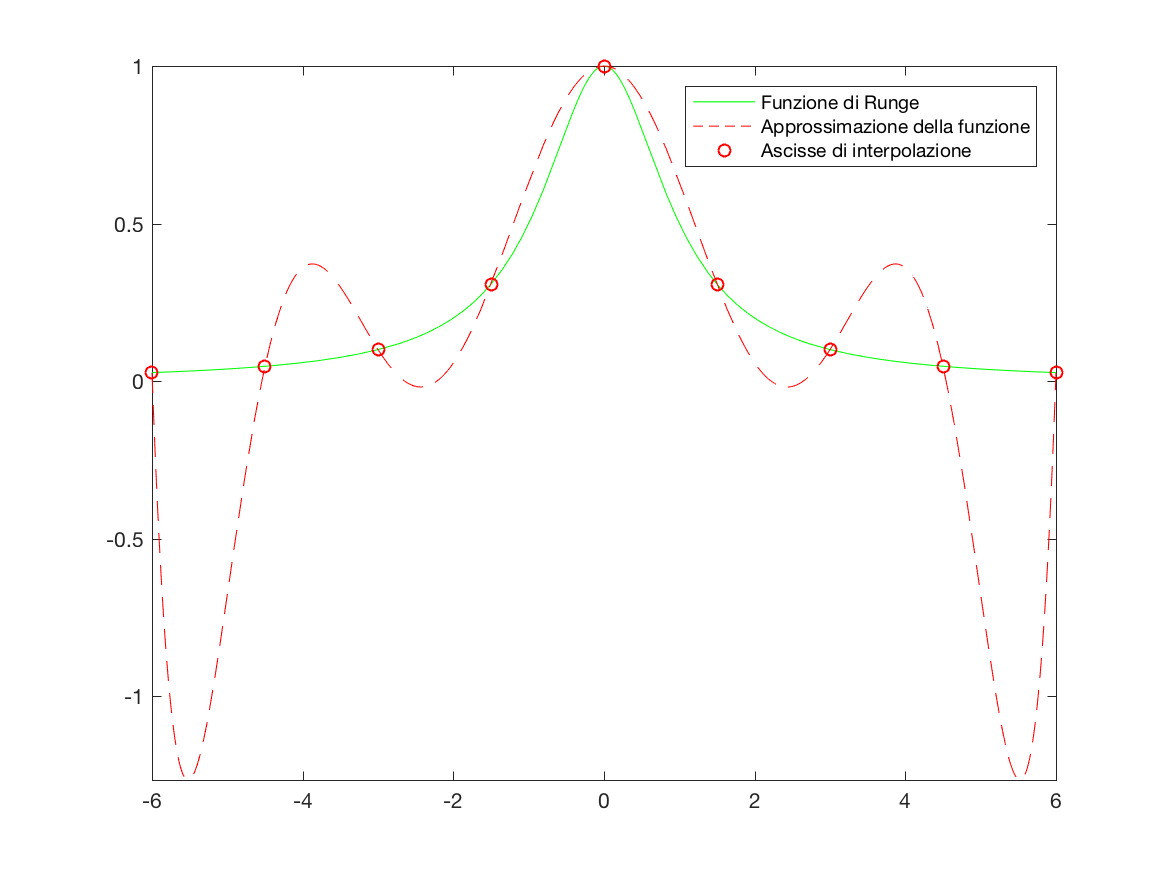 1
0.5
0
-0.5
-1
Funzione di Runge
Approssimazione della funzione
Ascisse di interpolazione
-6 -4 -2 0 2 4 6